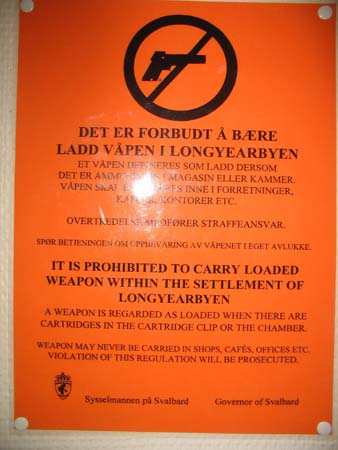 DET ER FORBUDT Å BÆRE
LADD VÅPEN I LONGYEARBYEN
ET VÅPEN DEFINERES SOM LADD DERSOM
DET ER I MAGASIN ELLER KAMMER.
VÅPEN SKAL INNE I FORRETNINGER,
KONTORER ETC.
OVERTREDELSE MEDFØRER STRAFFEANSVAR.
SPØR BETJENINGEN OM OPPBEVARING AV VÅPENET I EGET AVLUKKE.
IT IS PROHIBITED TO CARRY LOADED
WEAPON WITHIN THE SETTLEMENT OF
LONGYEARBYEN
A WEAPON IS REGARDED AS LOADED WHEN THERE ARE
CARTRIDGES IN THE CARTRIDGE CLIP OR THE CHAMBER.
WEAPON MAY NEVER BE CARRIED IN SHOPS, CAFÉS, OFFICES ETC.
VIOLATION OF THIS REGULATION WILL BE PROSECUTED.
Sysselmannen på Svalbard Governor of Svalbard